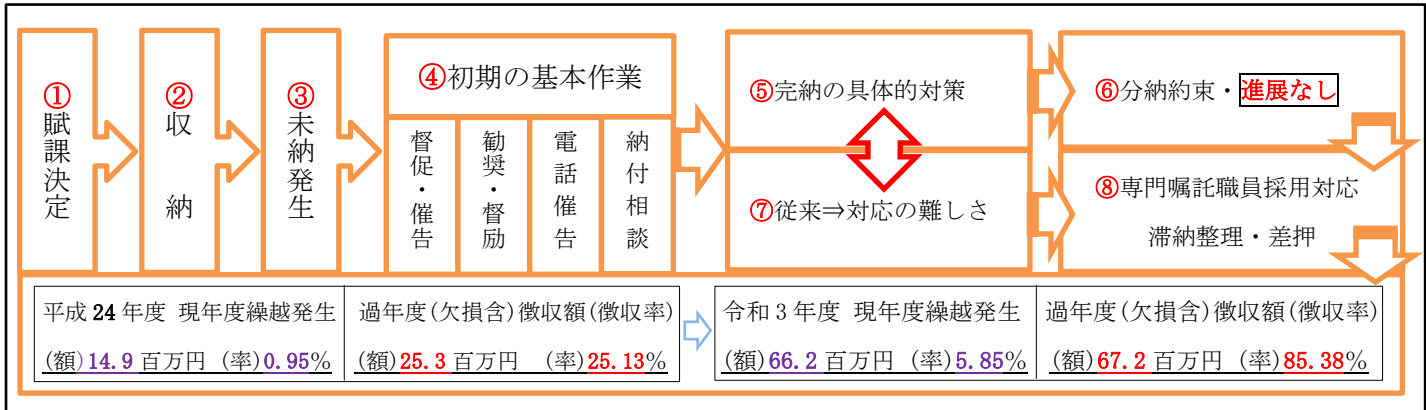 ①賦課決定
②収　納
③未納発生
④初期の基本作業
督促・催告
勧奨・督励
電話催告
納付相談
⑤完納の具体的対策
⑦従来⇒対応の難しさ
⑥分納約束・進展なし
⑧専門嘱託職員採用対応
滞納整理・差押
平成 24 年度 現年度繰越発生
(額)14.9 百万円 (率)0.95%
過年度(欠損含)徴収額(徴収率)
(額)25.3 百万円 (率)25.13%
令和 3 年度 現年度繰越発生
(額)66.2 百万円 (率)5.85%
過年度(欠損含)徴収額(徴収率)
(額)67.2 百万円 (率)85.38%